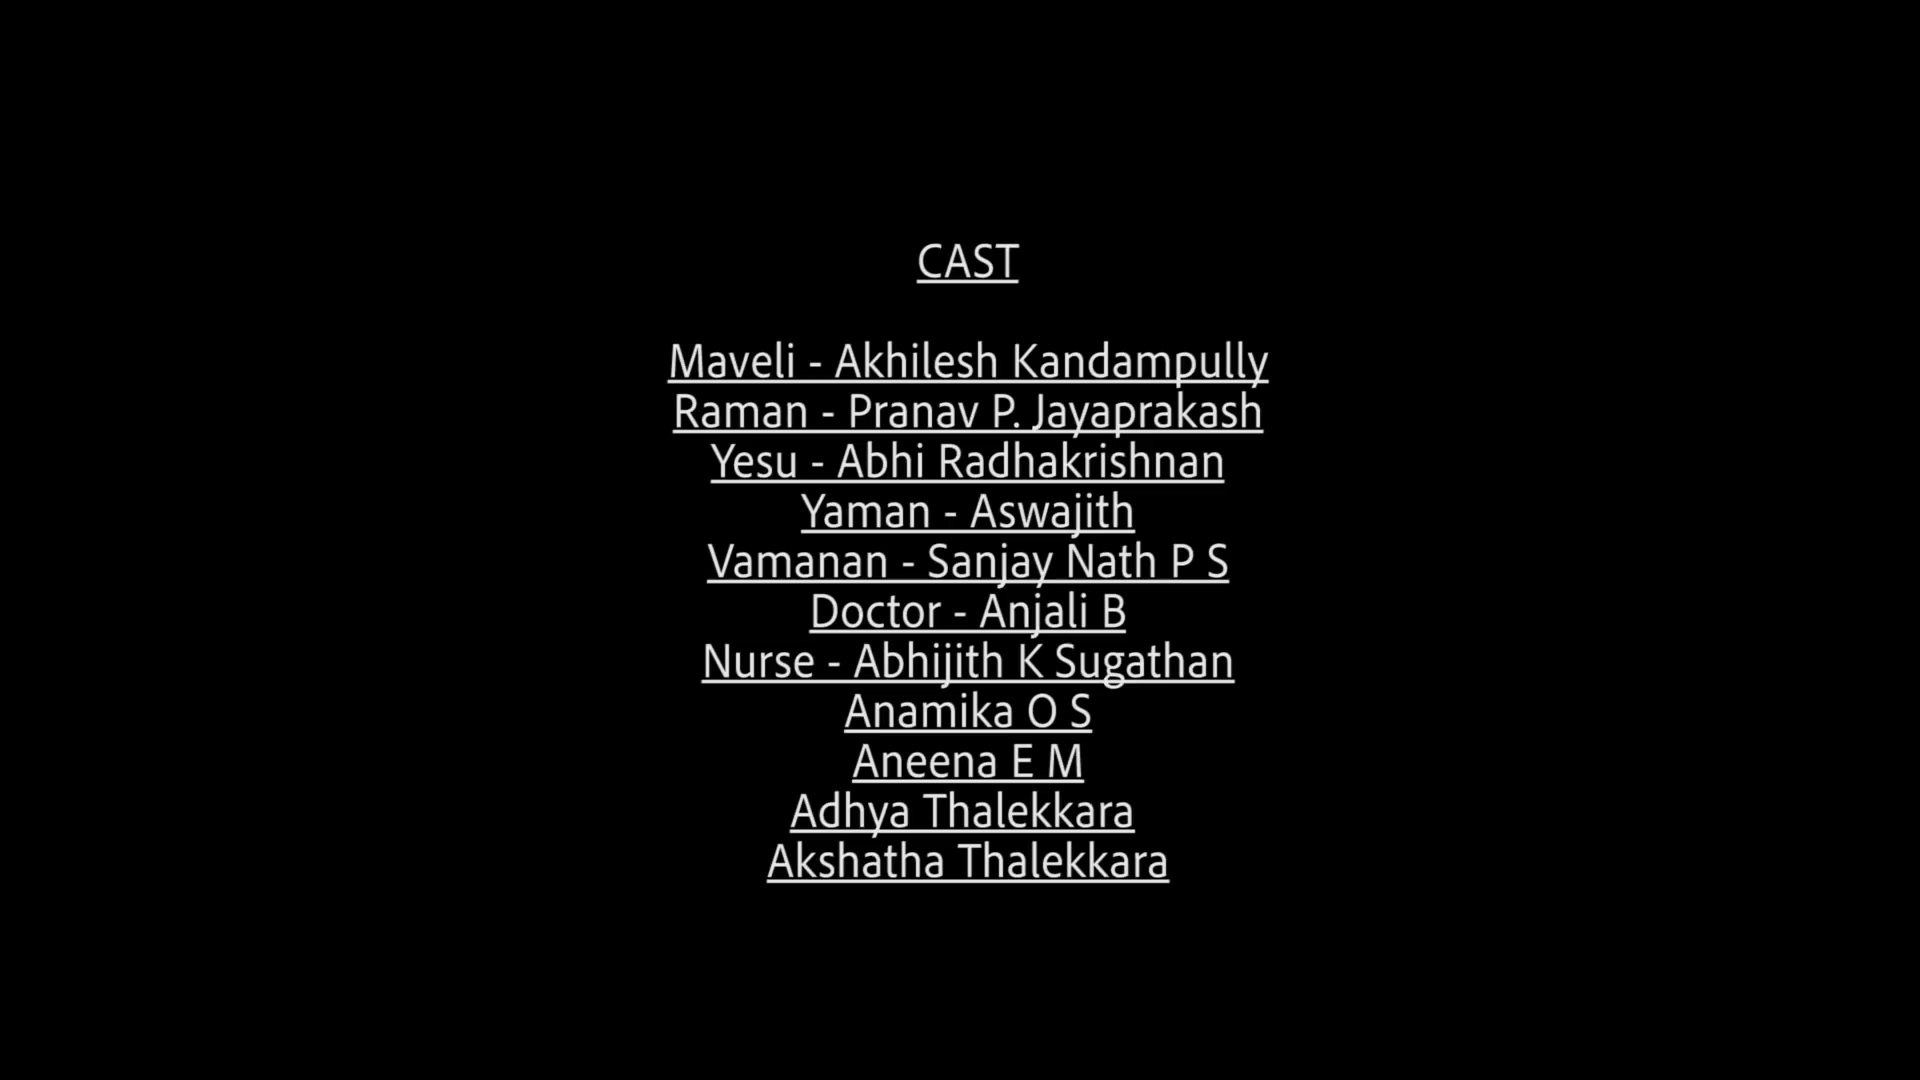 CAST
Maveli - Akhilesh Kandampully
Raman - Pranav P. Jayaprakash
Yesu - Abhi Radhakrishnan
Yaman - Aswajith
Vamanan - Sanjay Nath P S
Doctor - Anjali B
Nurse - Abhijith K Sugathan
Anamika O S
Aneena E M
Adhya Thalekkara
Akshatha Thalekkara